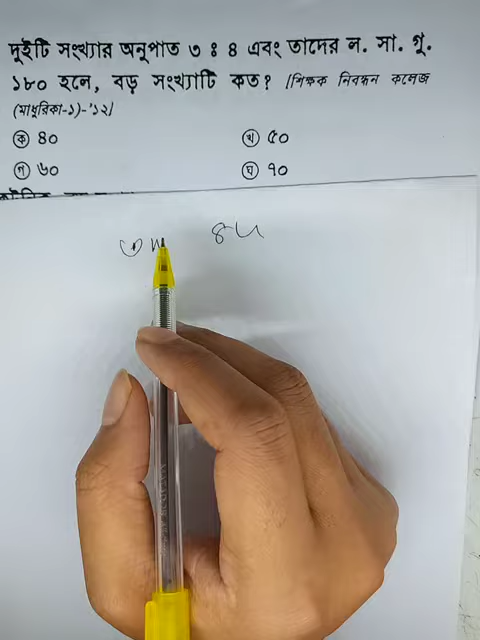 দুইটি সংখ্যার অনুপাত ৩ : ৪ এবং তাদের ল. সা. গু.
১৮০ হলে, বড় সংখ্যাটি কত? [শিক্ষক নিবন্ধন কলেজ
(মাধুরিকা-১)-'১২]
ক ৪০ খ ৫০
গ ৬০ ঘ ৭০